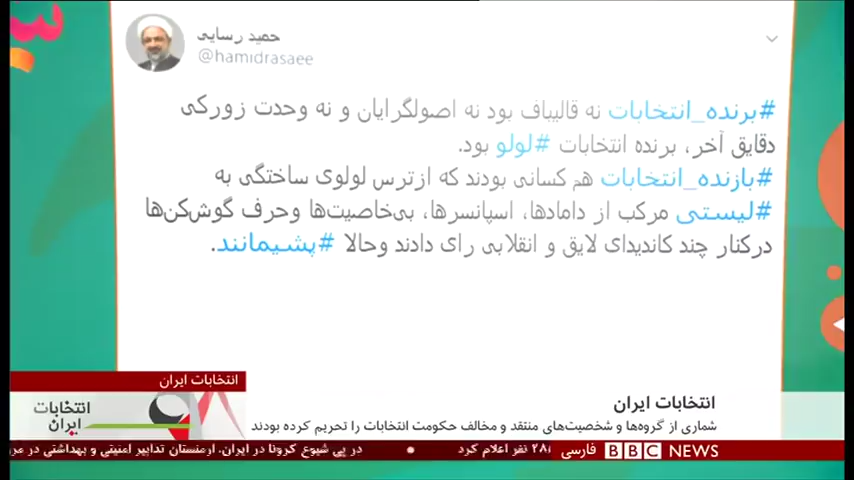 حمید رسایی
@hamidrasaee
#برنده_انتخابات نه قالیباف بود نه اصولگرایان و نه وحدت زورکی
دقایق آخر، برنده انتخابات #لولو بود.
#بازنده_انتخابات هم کسانی بودند که ازترس لولوی ساختگی به
#لیستی مرکب از دامادها، اسپانسرها، بی‌خاصیت‌ها وحرف گوش‌کن‌ها
درکنار چند کاندیدای لایق و انقلابی رای دادند وحالا #پشیمانند.
انتخابات ایران
انتخابات ایران
انتخابات
ایران
شماری از گروه‌ها و شخصیت‌های منتقد و مخالف حکومت انتخابات را تحریم کرده بودند
نفر اعلام کرد • در پی شیوع کرونا در ایران، ارمنستان تدابیر امنیتی و بهداشتی در
BBC NEWS فارسی